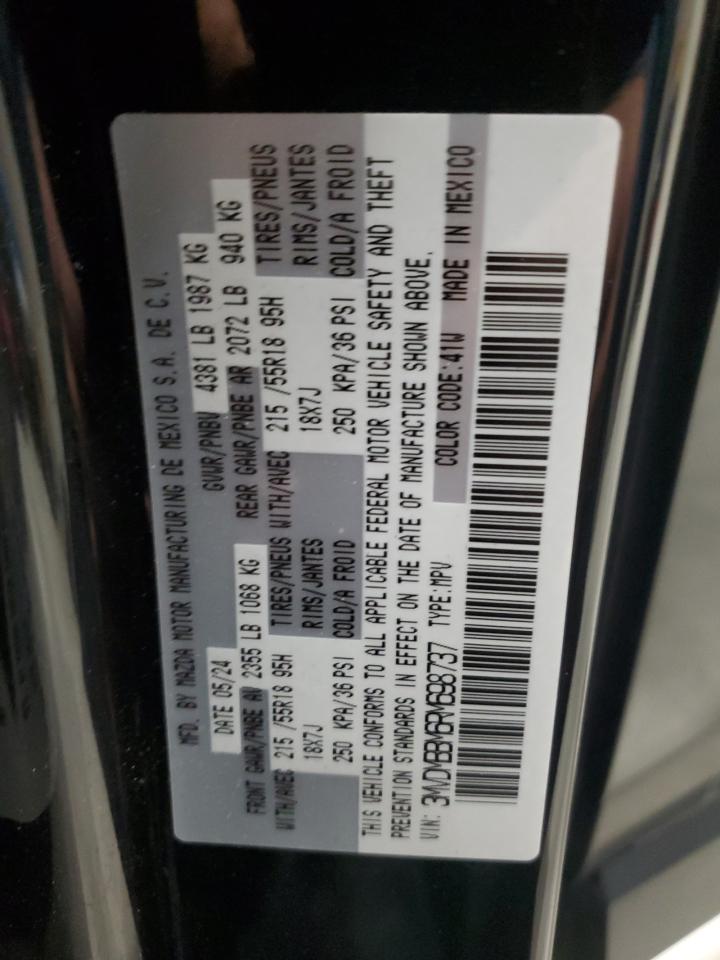 MFD. BY MAZDA MOTOR MANUFACTURING DE MEXICO S.A. DE C.V.
DATE 05/24 GVWR/PNBV 4381 LB 1987 KG
FRONT GAWR/PNBE AV 2355 LB 1068 KG REAR GAWR/PNBE AR 2072 LB 940 KG
WITH/AVEC 215 /55R18 95H TIRES/PNEUS WITH/AVEC 215 /55R18 95H TIRES/PNEUS
18X7J RIMS/JANTES 18X7J RIMS/JANTES
250 KPA/36 PSI COLD/A FROID 250 KPA/36 PSI COLD/A FROID
THIS VEHICLE CONFORMS TO ALL APPLICABLE FEDERAL MOTOR VEHICLE SAFETY AND THEFT
PREVENTION STANDARDS IN EFFECT ON THE DATE OF MANUFACTURE SHOWN ABOVE.
VIN: 3MVDMBBM6RM698737 TYPE:MPV COLOR CODE:41W MADE IN MEXICO